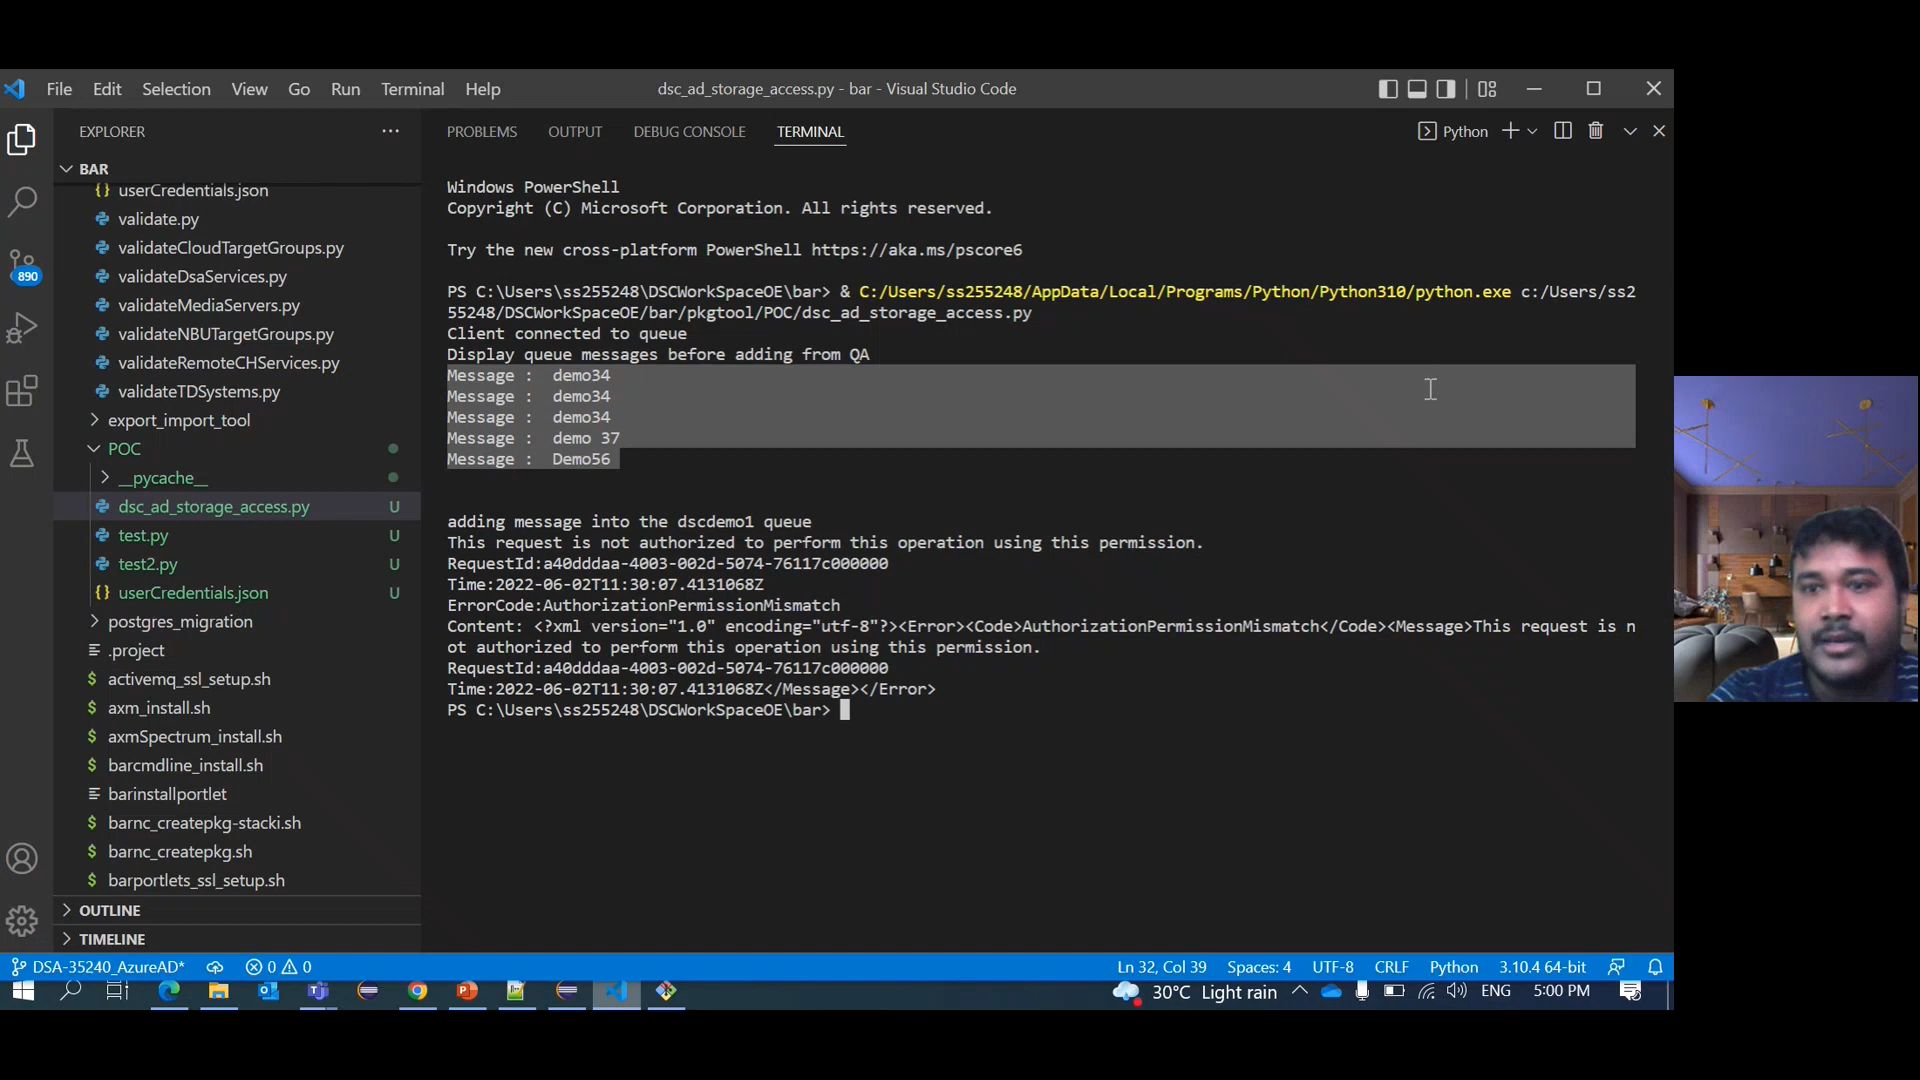 File Edit Selection View Go Run Terminal Help
dsc_ad_storage_access.py - bar - Visual Studio Code
EXPLORER
BAR
userCredentials.json
validate.py
validateCloudTargetGroups.py
validateDsaServices.py
validateMediaServers.py
validateNBUTargetGroups.py
validateRemoteCHServices.py
validateTDSystems.py
export_import_tool
POC
__pycache__
dsc_ad_storage_access.py U
test.py U
test2.py U
userCredentials.json U
postgres_migration
.project
activemq_ssl_setup.sh
axm_install.sh
axmSpectrum_install.sh
barcmdline_install.sh
barinstallportlet
barnc_createpkg-stacki.sh
barnc_createpkg.sh
barportlets_ssl_setup.sh
OUTLINE
TIMELINE
890
PROBLEMS OUTPUT DEBUG CONSOLE TERMINAL
Python
Windows PowerShell
Copyright (C) Microsoft Corporation. All rights reserved.
Try the new cross-platform PowerShell https://aka.ms/pscore6
PS C:\Users\ss255248\DSCWorkSpaceOE\bar> & C:/Users/ss255248/AppData/Local/Programs/Python/Python310/python.exe c:/Users/ss2
55248/DSCWorkSpaceOE/bar/pkgtool/POC/dsc_ad_storage_access.py
Client connected to queue
Display queue messages before adding from QA
Message : demo34
Message : demo34
Message : demo34
Message : demo 37
Message : Demo56
adding message into the dscdemo1 queue
This request is not authorized to perform this operation using this permission.
RequestId:a40dddaa-4003-002d-5074-76117c000000
Time:2022-06-02T11:30:07.4131068Z
ErrorCode:AuthorizationPermissionMismatch
Content: <?xml version="1.0" encoding="utf-8"?><Error><Code>AuthorizationPermissionMismatch</Code><Message>This request is n
ot authorized to perform this operation using this permission.
RequestId:a40dddaa-4003-002d-5074-76117c000000
Time:2022-06-02T11:30:07.4131068Z</Message></Error>
PS C:\Users\ss255248\DSCWorkSpaceOE\bar>
DSA-35240_AzureAD* 0 0 Ln 32, Col 39 Spaces: 4 UTF-8 CRLF Python 3.10.4 64-bit
30°C Light rain ENG 5:00 PM